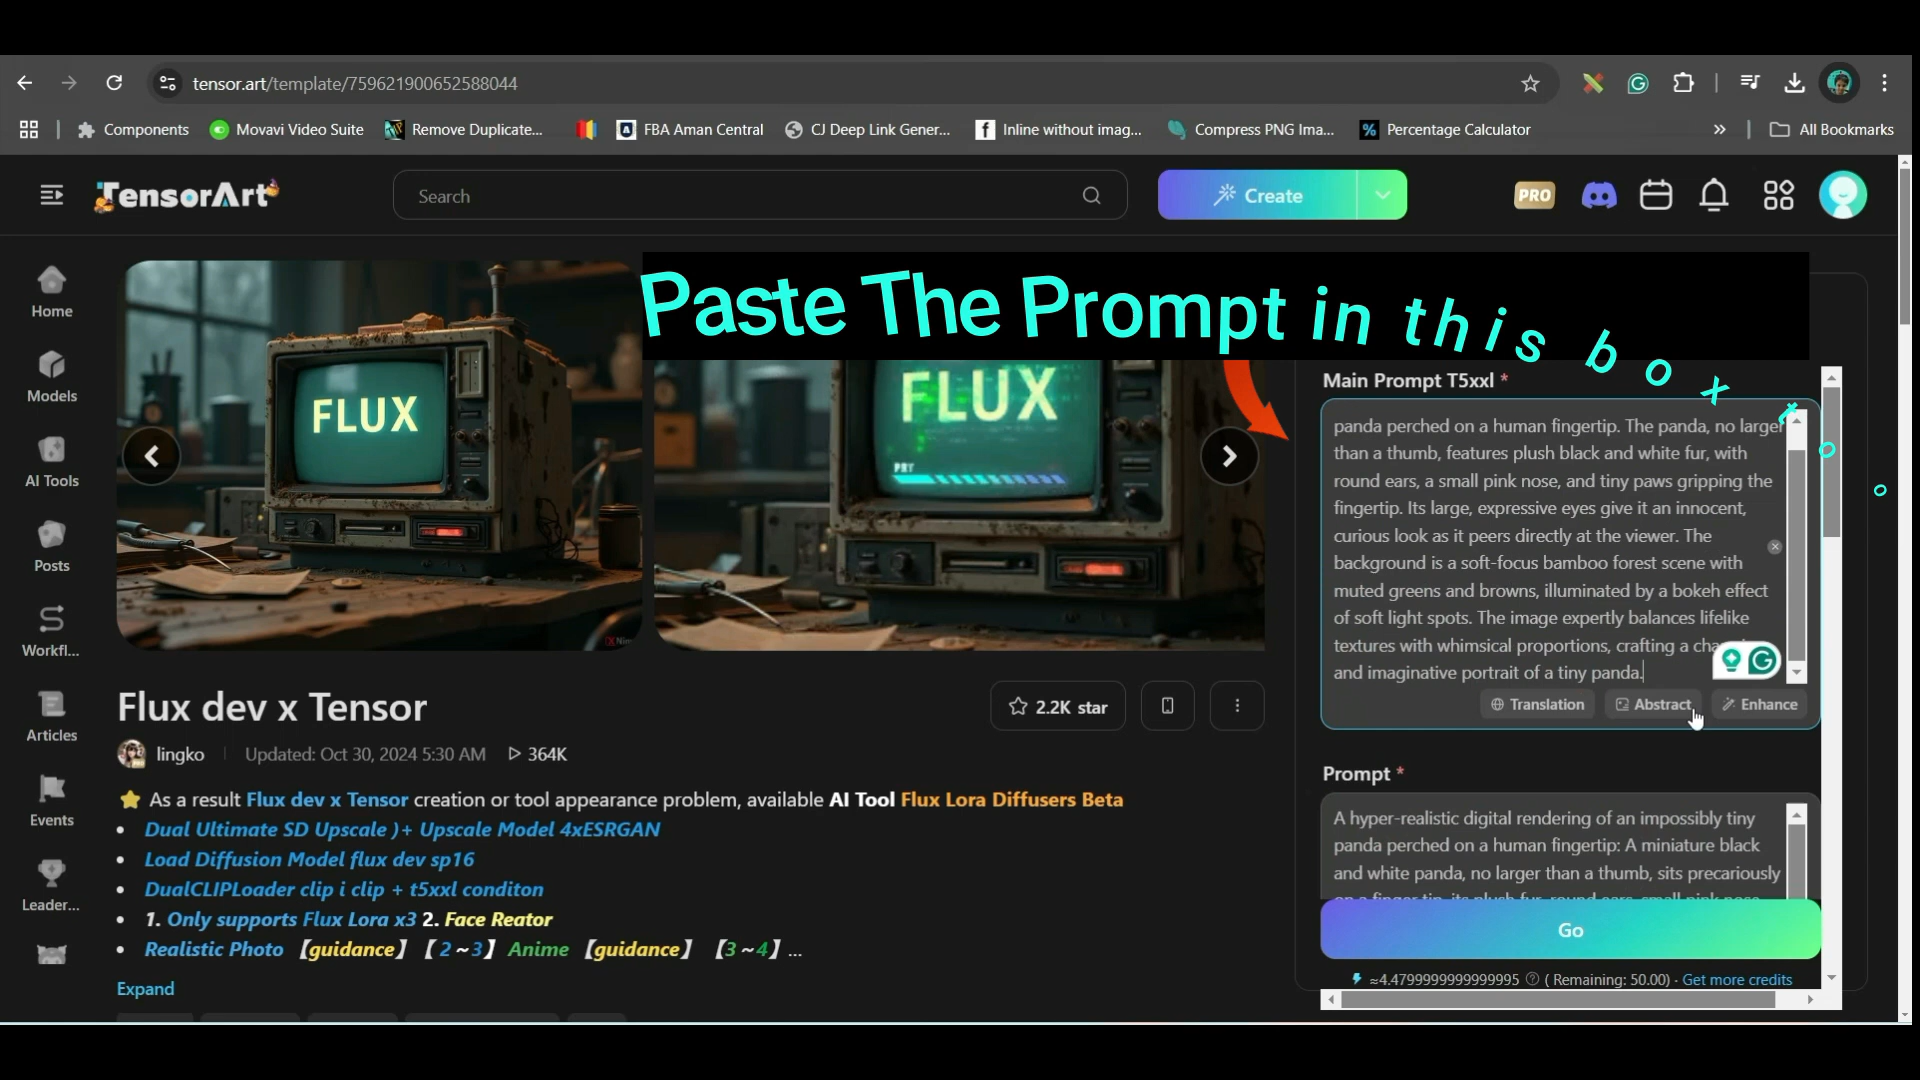 tensor.art/template/759621900652588044
Components
Movavi Video Suite
Remove Duplicate...
FBA Aman Central
CJ Deep Link Gener...
Inline without imag...
Compress PNG Ima...
Percentage Calculator
All Bookmarks
TensorArt
Search
Create
PRO
Home
Models
AI Tools
Posts
Workfl...
Articles
Events
Leader...
Paste The Prompt in this box too
FLUX
FLUX
Main Prompt T5xxl *
panda perched on a human fingertip. The panda, no larger
than a thumb, features plush black and white fur, with
round ears, a small pink nose, and tiny paws gripping the
fingertip. Its large, expressive eyes give it an innocent,
curious look as it peers directly at the viewer. The
background is a soft-focus bamboo forest scene with
muted greens and browns, illuminated by a bokeh effect
of soft light spots. The image expertly balances lifelike
textures with whimsical proportions, crafting a
and imaginative portrait of a tiny panda.
Translation
Abstract
Enhance
Prompt *
A hyper-realistic digital rendering of an impossibly tiny
panda perched on a human fingertip: A miniature black
and white panda, no larger than a thumb, sits precariously
Go
≈4.4799999999999995 ( Remaining: 50.00) · Get more credits
Flux dev x Tensor
2.2K star
lingko
Updated: Oct 30, 2024 5:30 AM
364K
As a result Flux dev x Tensor creation or tool appearance problem, available AI Tool Flux Lora Diffusers Beta
• Dual Ultimate SD Upscale )+ Upscale Model 4xESRGAN
• Load Diffusion Model flux dev sp16
• DualCLIPLoader clip i clip + t5xxl conditon
• 1. Only supports Flux Lora x3 2. Face Reator
• Realistic Photo 【guidance】【 2 ~ 3】 Anime 【guidance】 【3 ~ 4】 ...
Expand